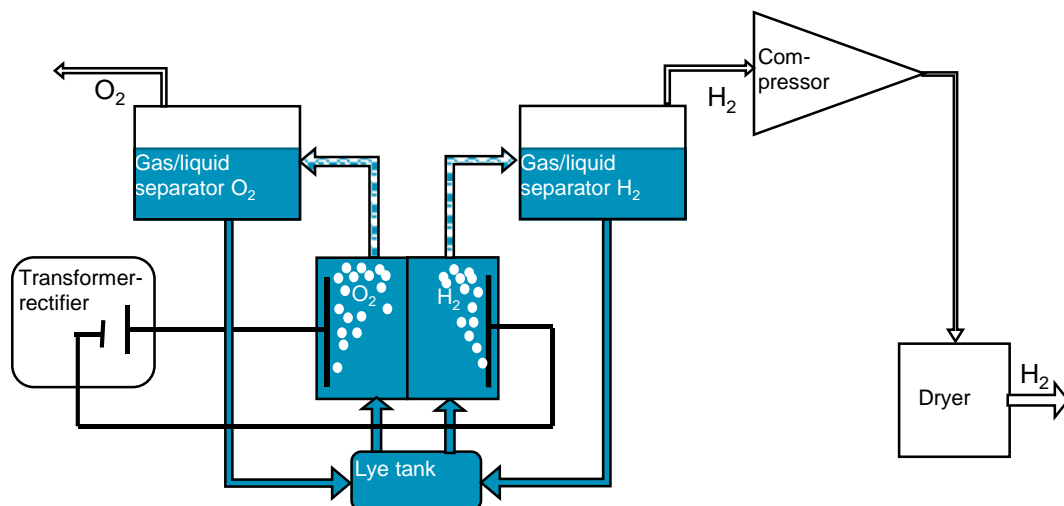 O₂
Gas/liquid
separator O₂
Gas/liquid
separator H₂
H₂
Com-
pressor
Transformer-
rectifier
O₂
H₂
Lye tank
Dryer
H₂